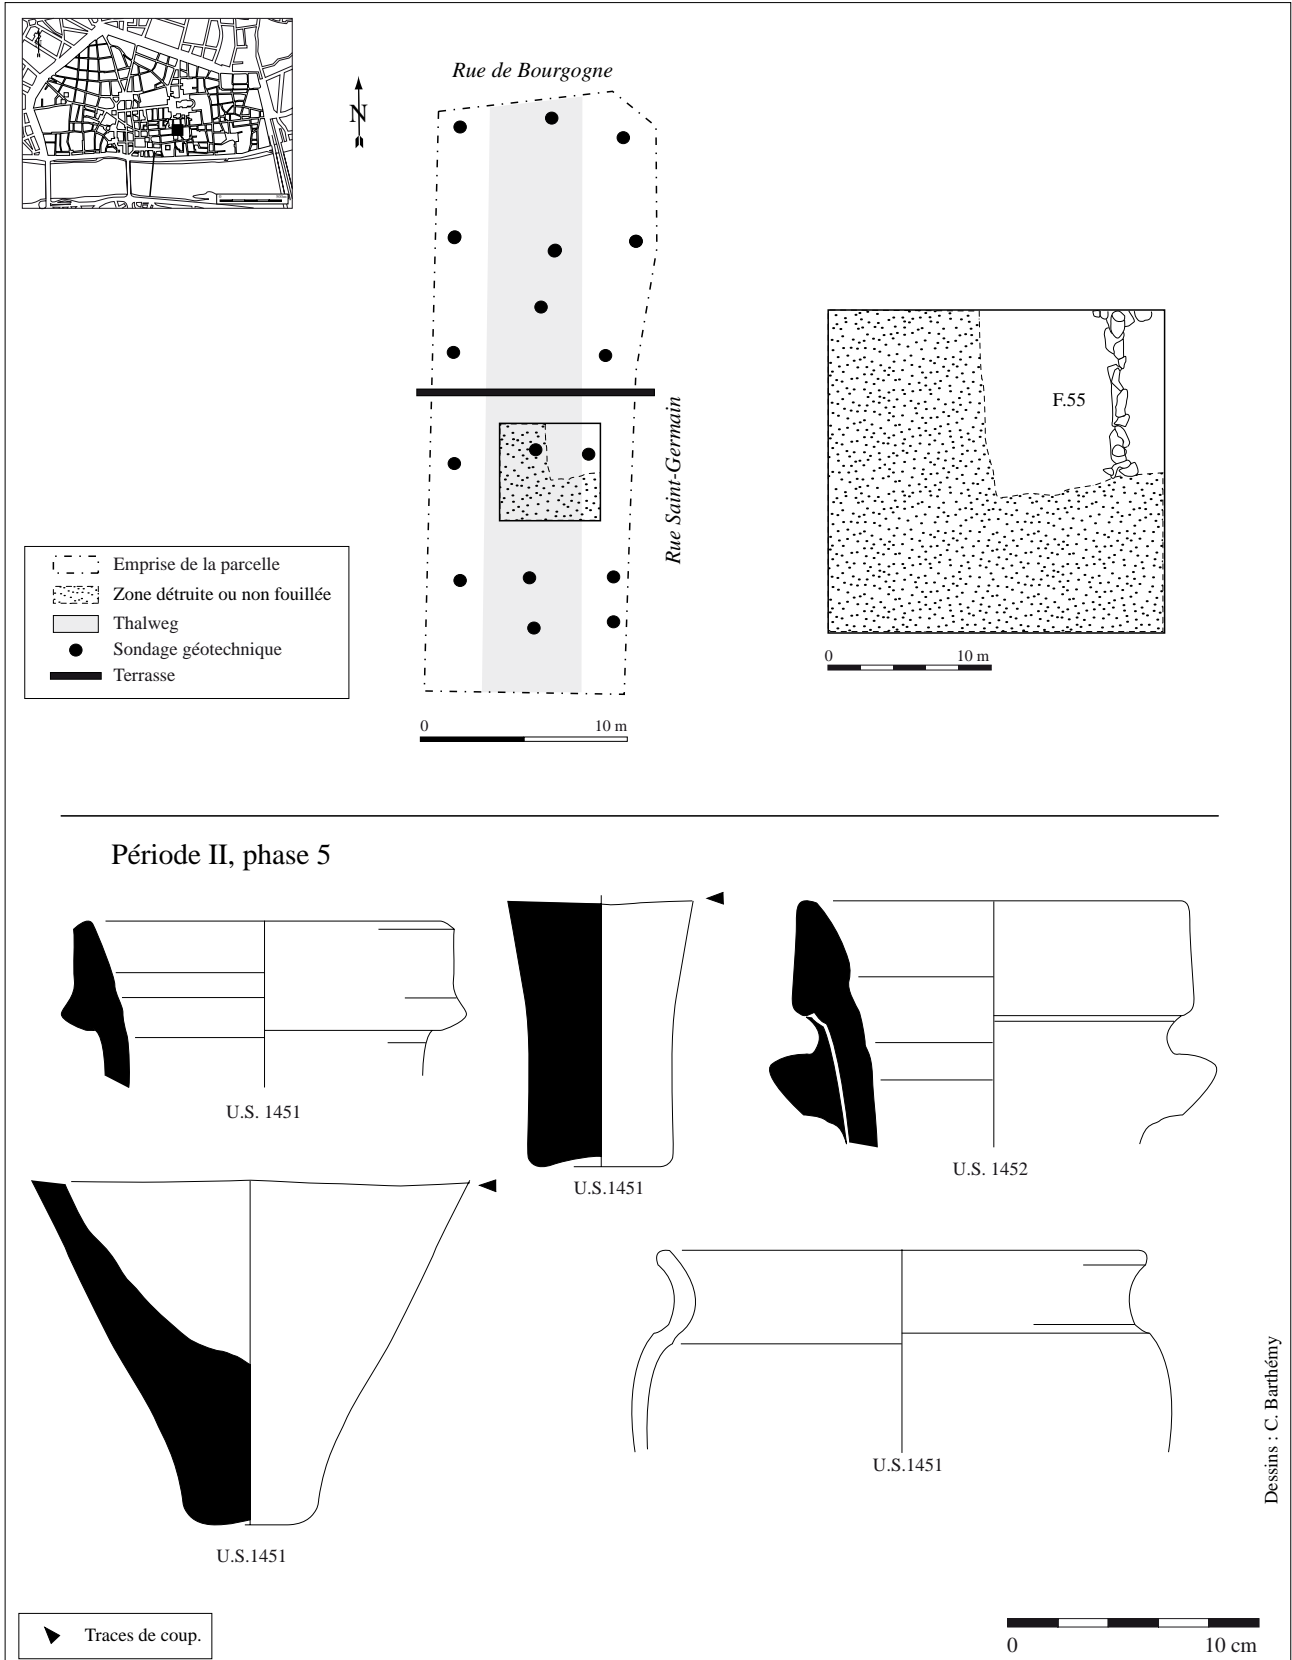 Rue de Bourgogne
N
Rue Saint-Germain
F.55
Emprise de la parcelle
Zone détruite ou non fouillée
Thalweg
Sondage géotechnique
Terrasse
0 10 m
0 10 m
Période II, phase 5
U.S. 1451
U.S.1451
U.S. 1452
U.S.1451
U.S.1451
Dessins : C. Barthémy
Traces de coup.
0 10 cm